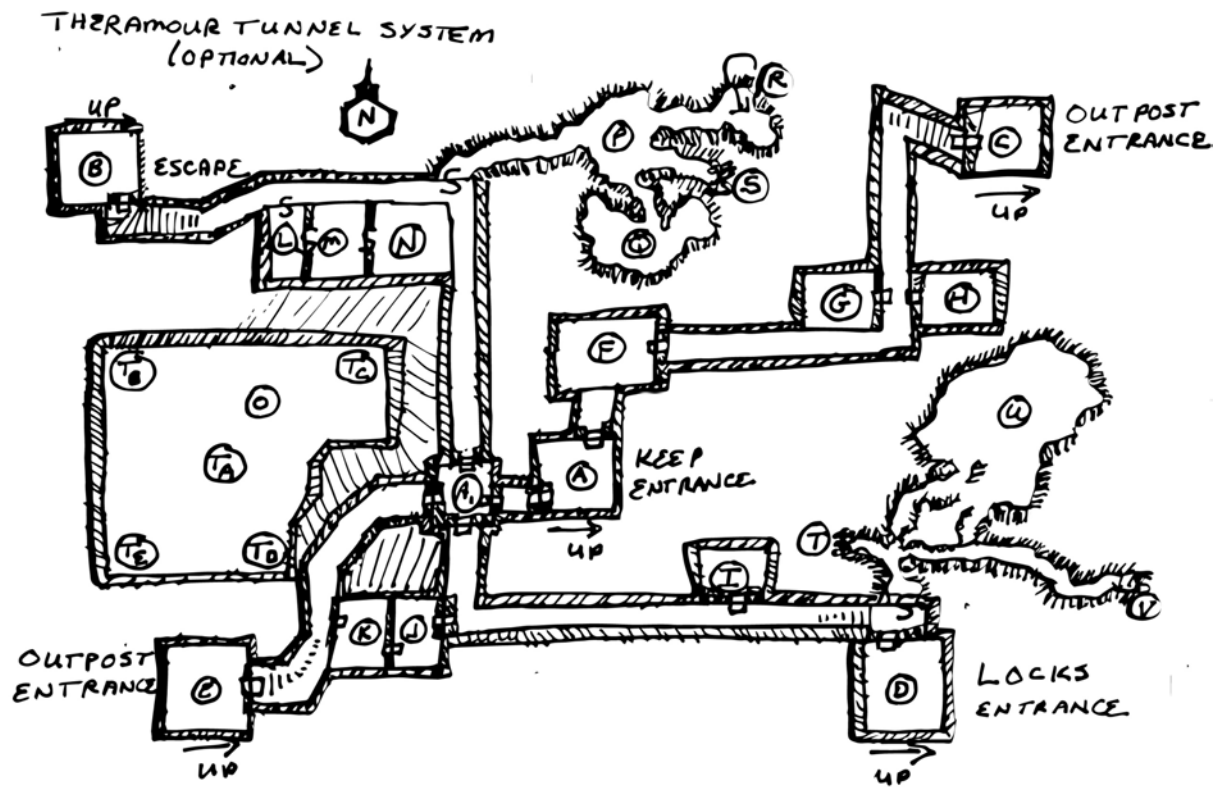 THERAMOUR TUNNEL SYSTEM
(OPTIONAL)
N
UP
B
ESCAPE
R
P
S
Q
C
OUTPOST
ENTRANCE
UP
S
S
L
M
N
G
H
F
TB
TC
O
TA
U
A
KEEP
ENTRANCE
A1
UP
TE
TD
T
I
V
K
J
S
OUTPOST
ENTRANCE
E
UP
D
LOCKS
ENTRANCE
UP